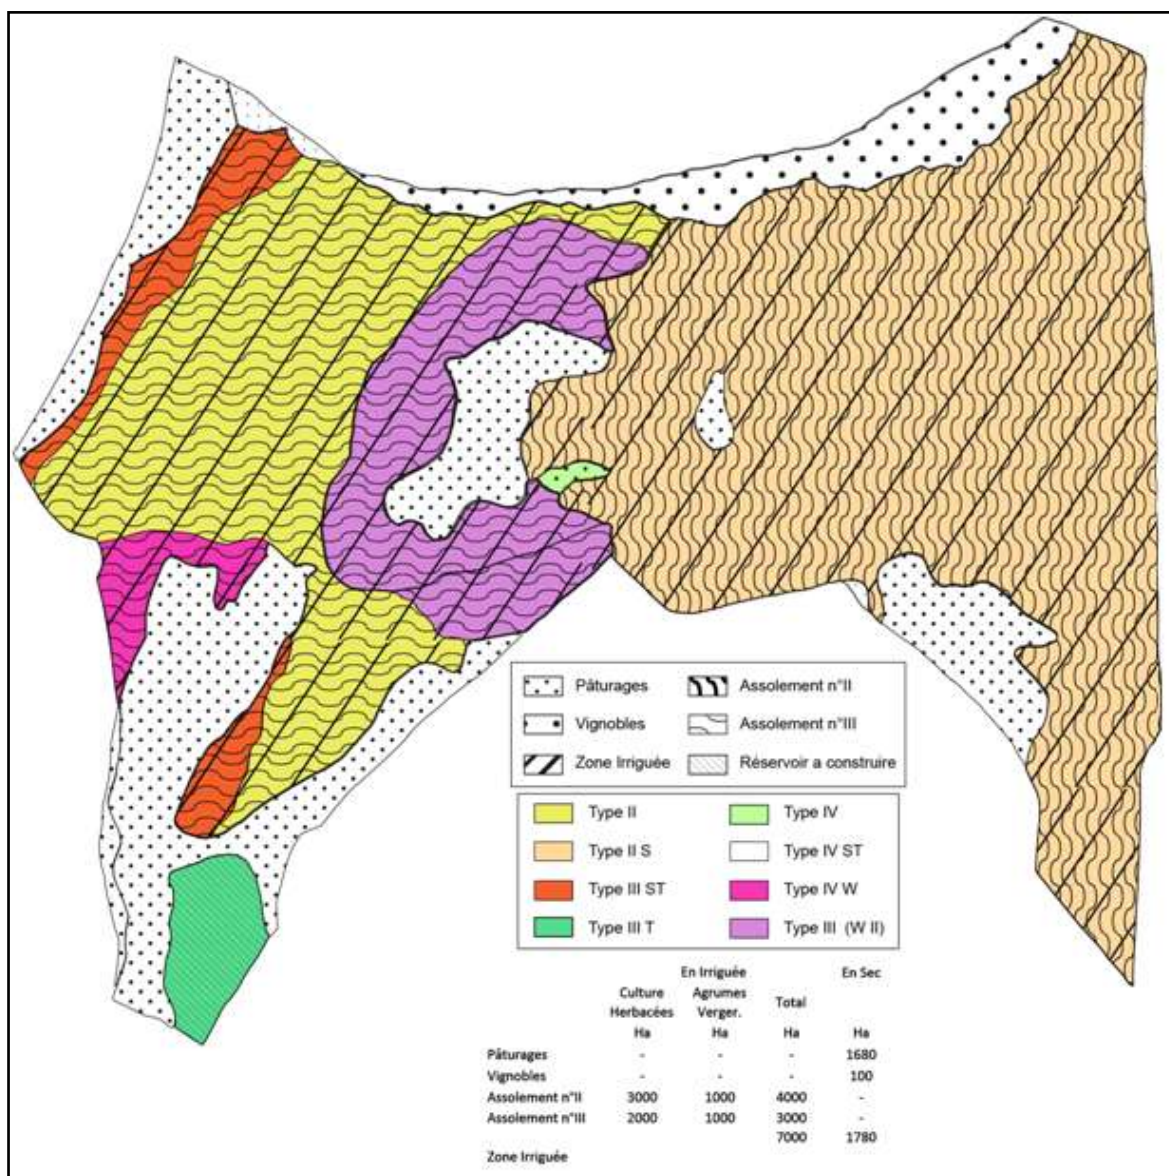 Pâturages Assolement n°II
Vignobles Assolement n°III
Zone Irriguée Réservoir a construire
Type II Type IV
Type II S Type IV ST
Type III ST Type IV W
Type III T Type III (W II)
En Irriguée En Sec
Culture Agrumes Total
Herbacées Verger.
Ha Ha Ha Ha
Pâturages - - - 1680
Vignobles - - - 100
Assolement n°II 3000 1000 4000 -
Assolement n°III 2000 1000 3000 -
7000 1780
Zone Irriguée